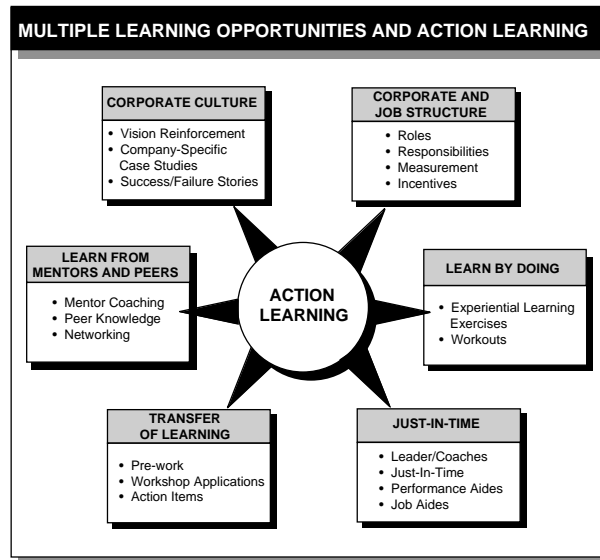 MULTIPLE LEARNING OPPORTUNITIES AND ACTION LEARNING
CORPORATE CULTURE
• Vision Reinforcement
• Company-Specific
Case Studies
• Success/Failure Stories
CORPORATE AND
JOB STRUCTURE
• Roles
• Responsibilities
• Measurement
• Incentives
LEARN FROM
MENTORS AND PEERS
• Mentor Coaching
• Peer Knowledge
• Networking
ACTION
LEARNING
LEARN BY DOING
• Experiential Learning
Exercises
• Workouts
TRANSFER
OF LEARNING
• Pre-work
• Workshop Applications
• Action Items
JUST-IN-TIME
• Leader/Coaches
• Just-In-Time
• Performance Aides
• Job Aides